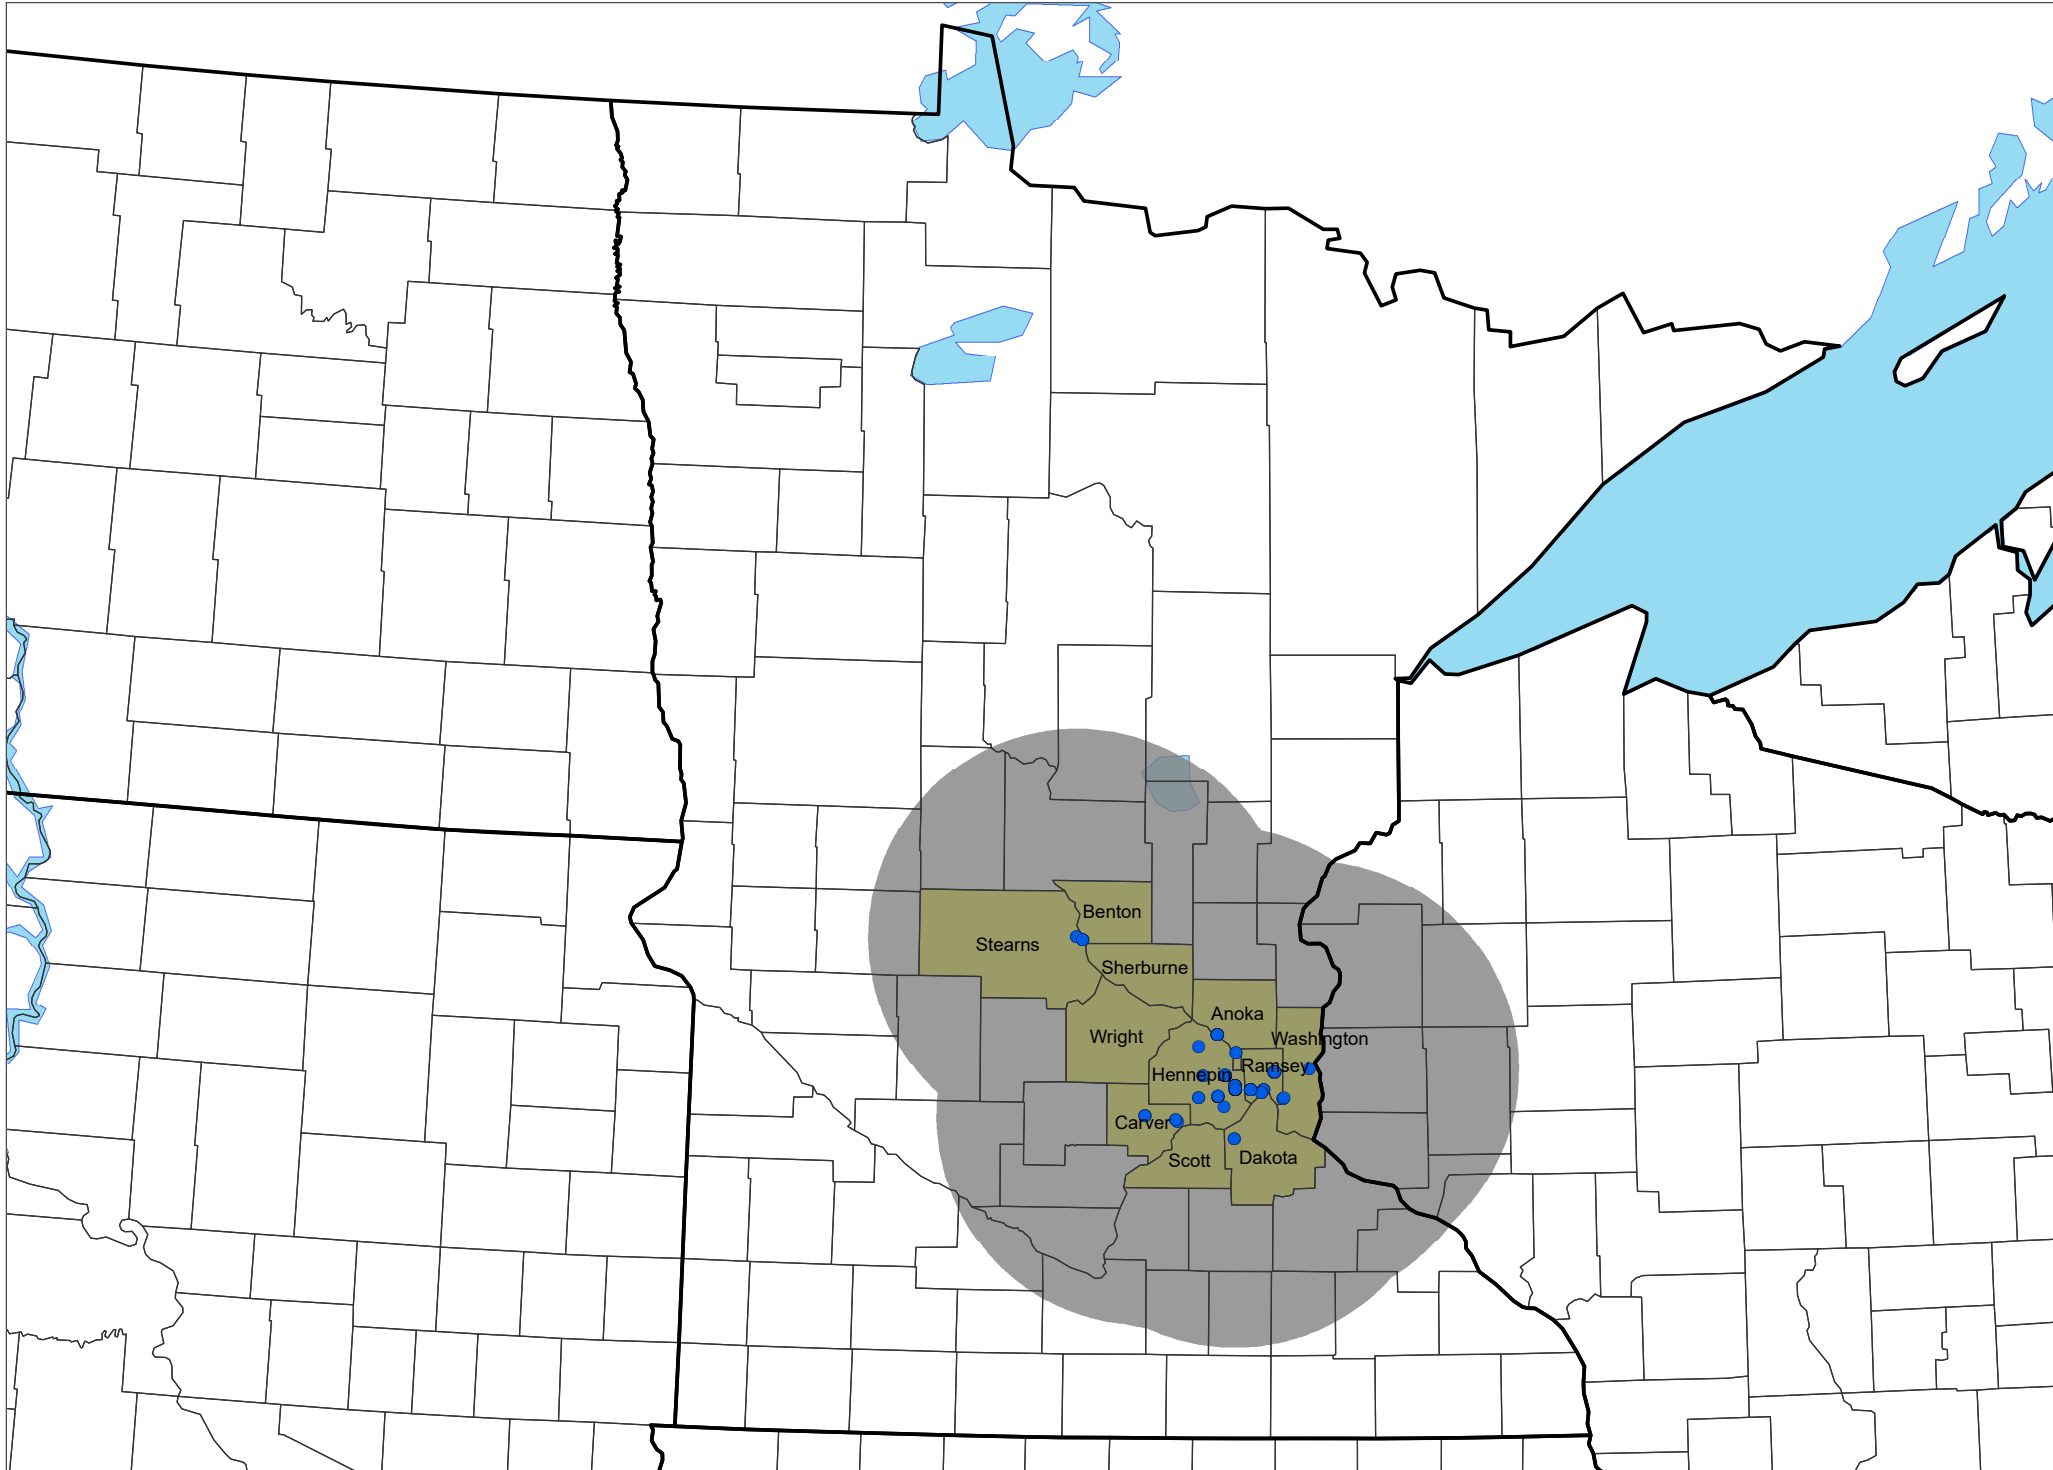 Benton
Stearns
Sherburne
Anoka
Wright
Washington
Ramsey
Hennepin
Carver
Scott
Dakota